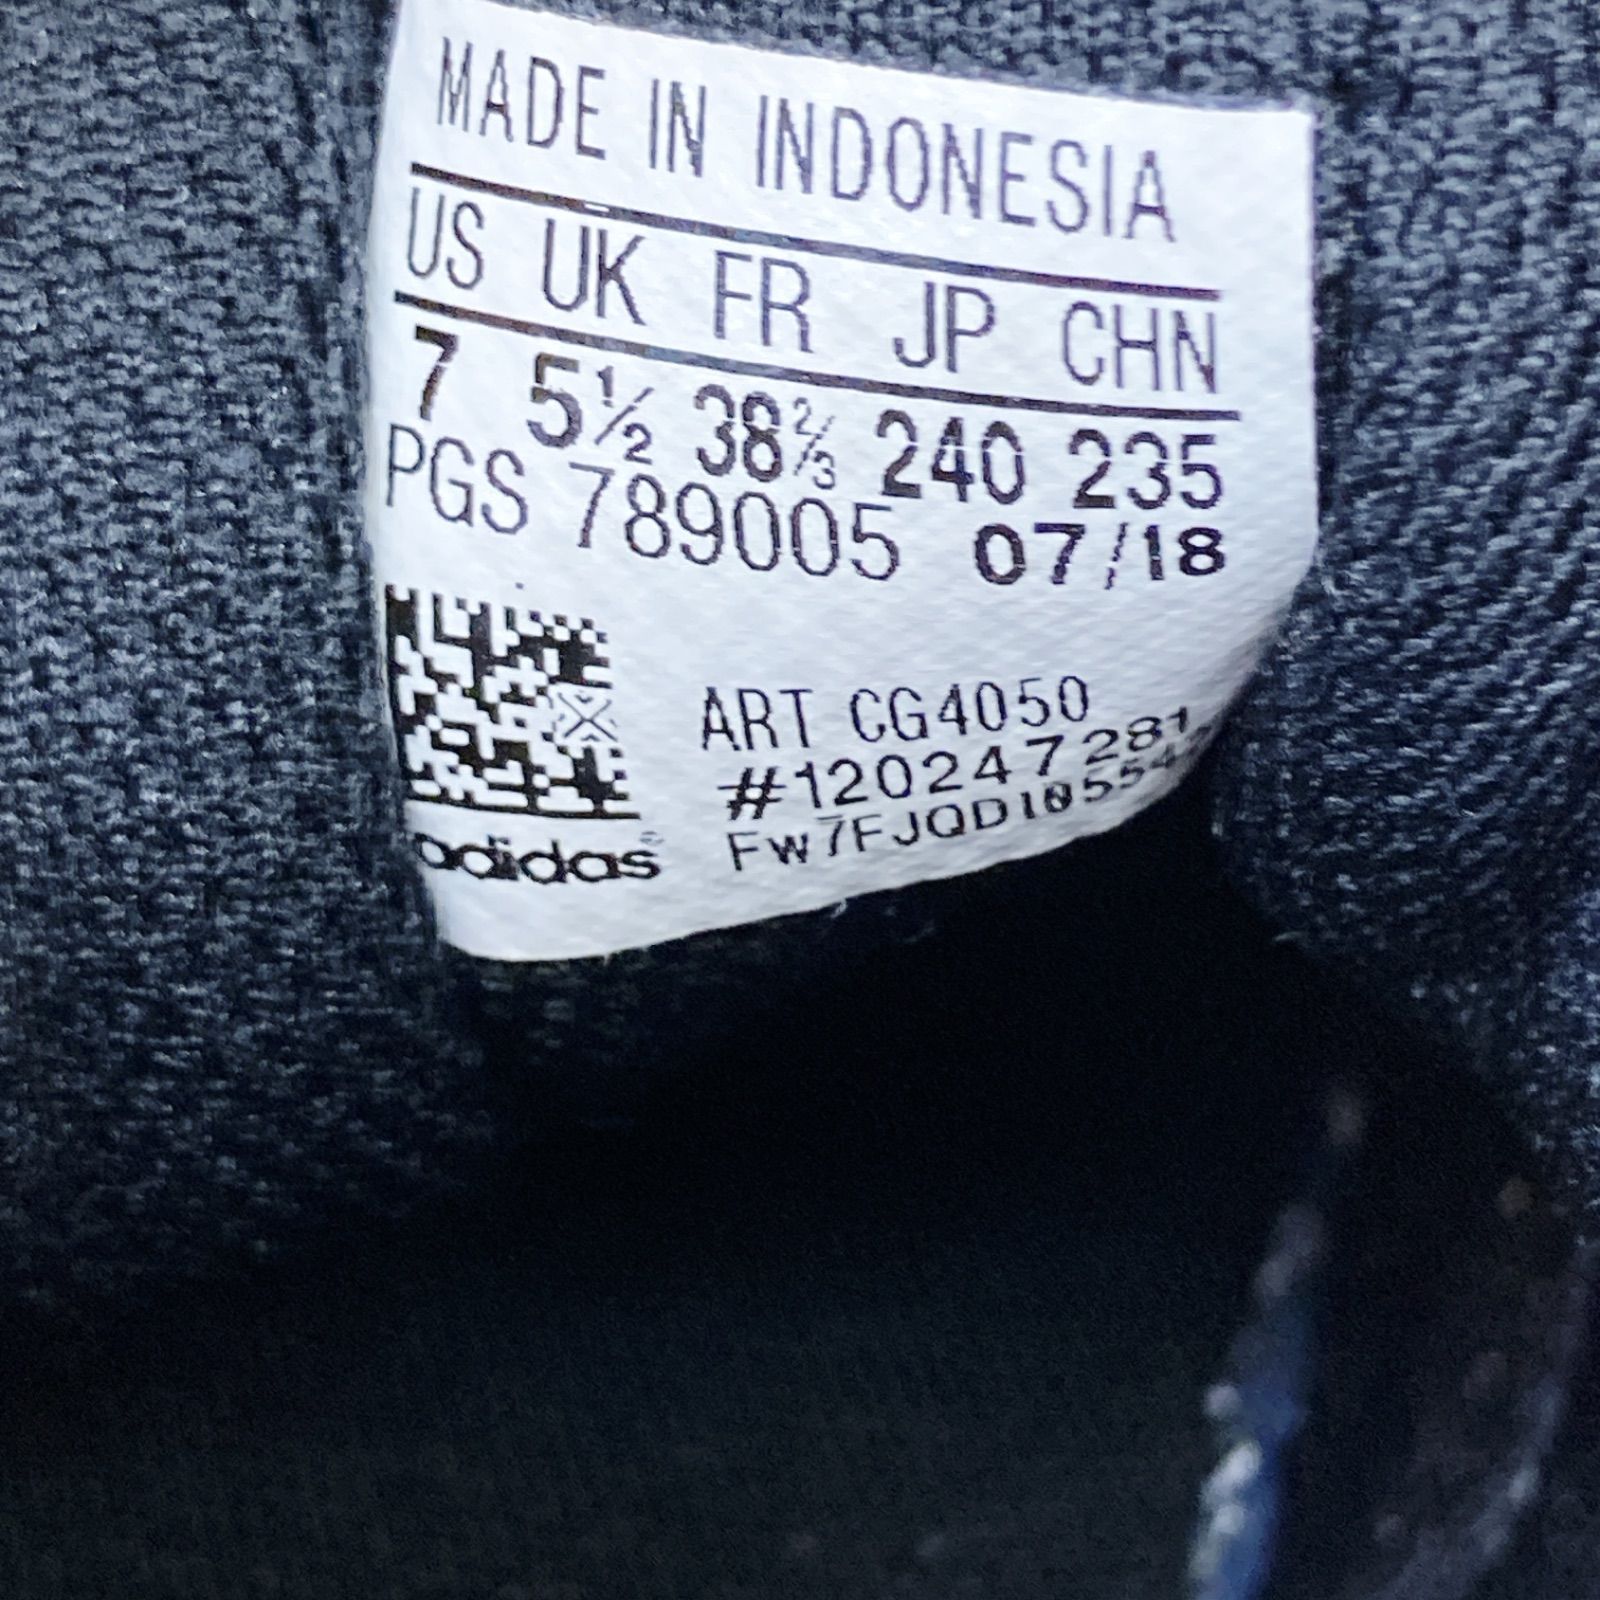 MADE IN INDONESIA
US UK FR JP CHN
7 5½ 38⅔ 240 235
PGS 789005 07/18
ART CG4050
#120247281
adidas